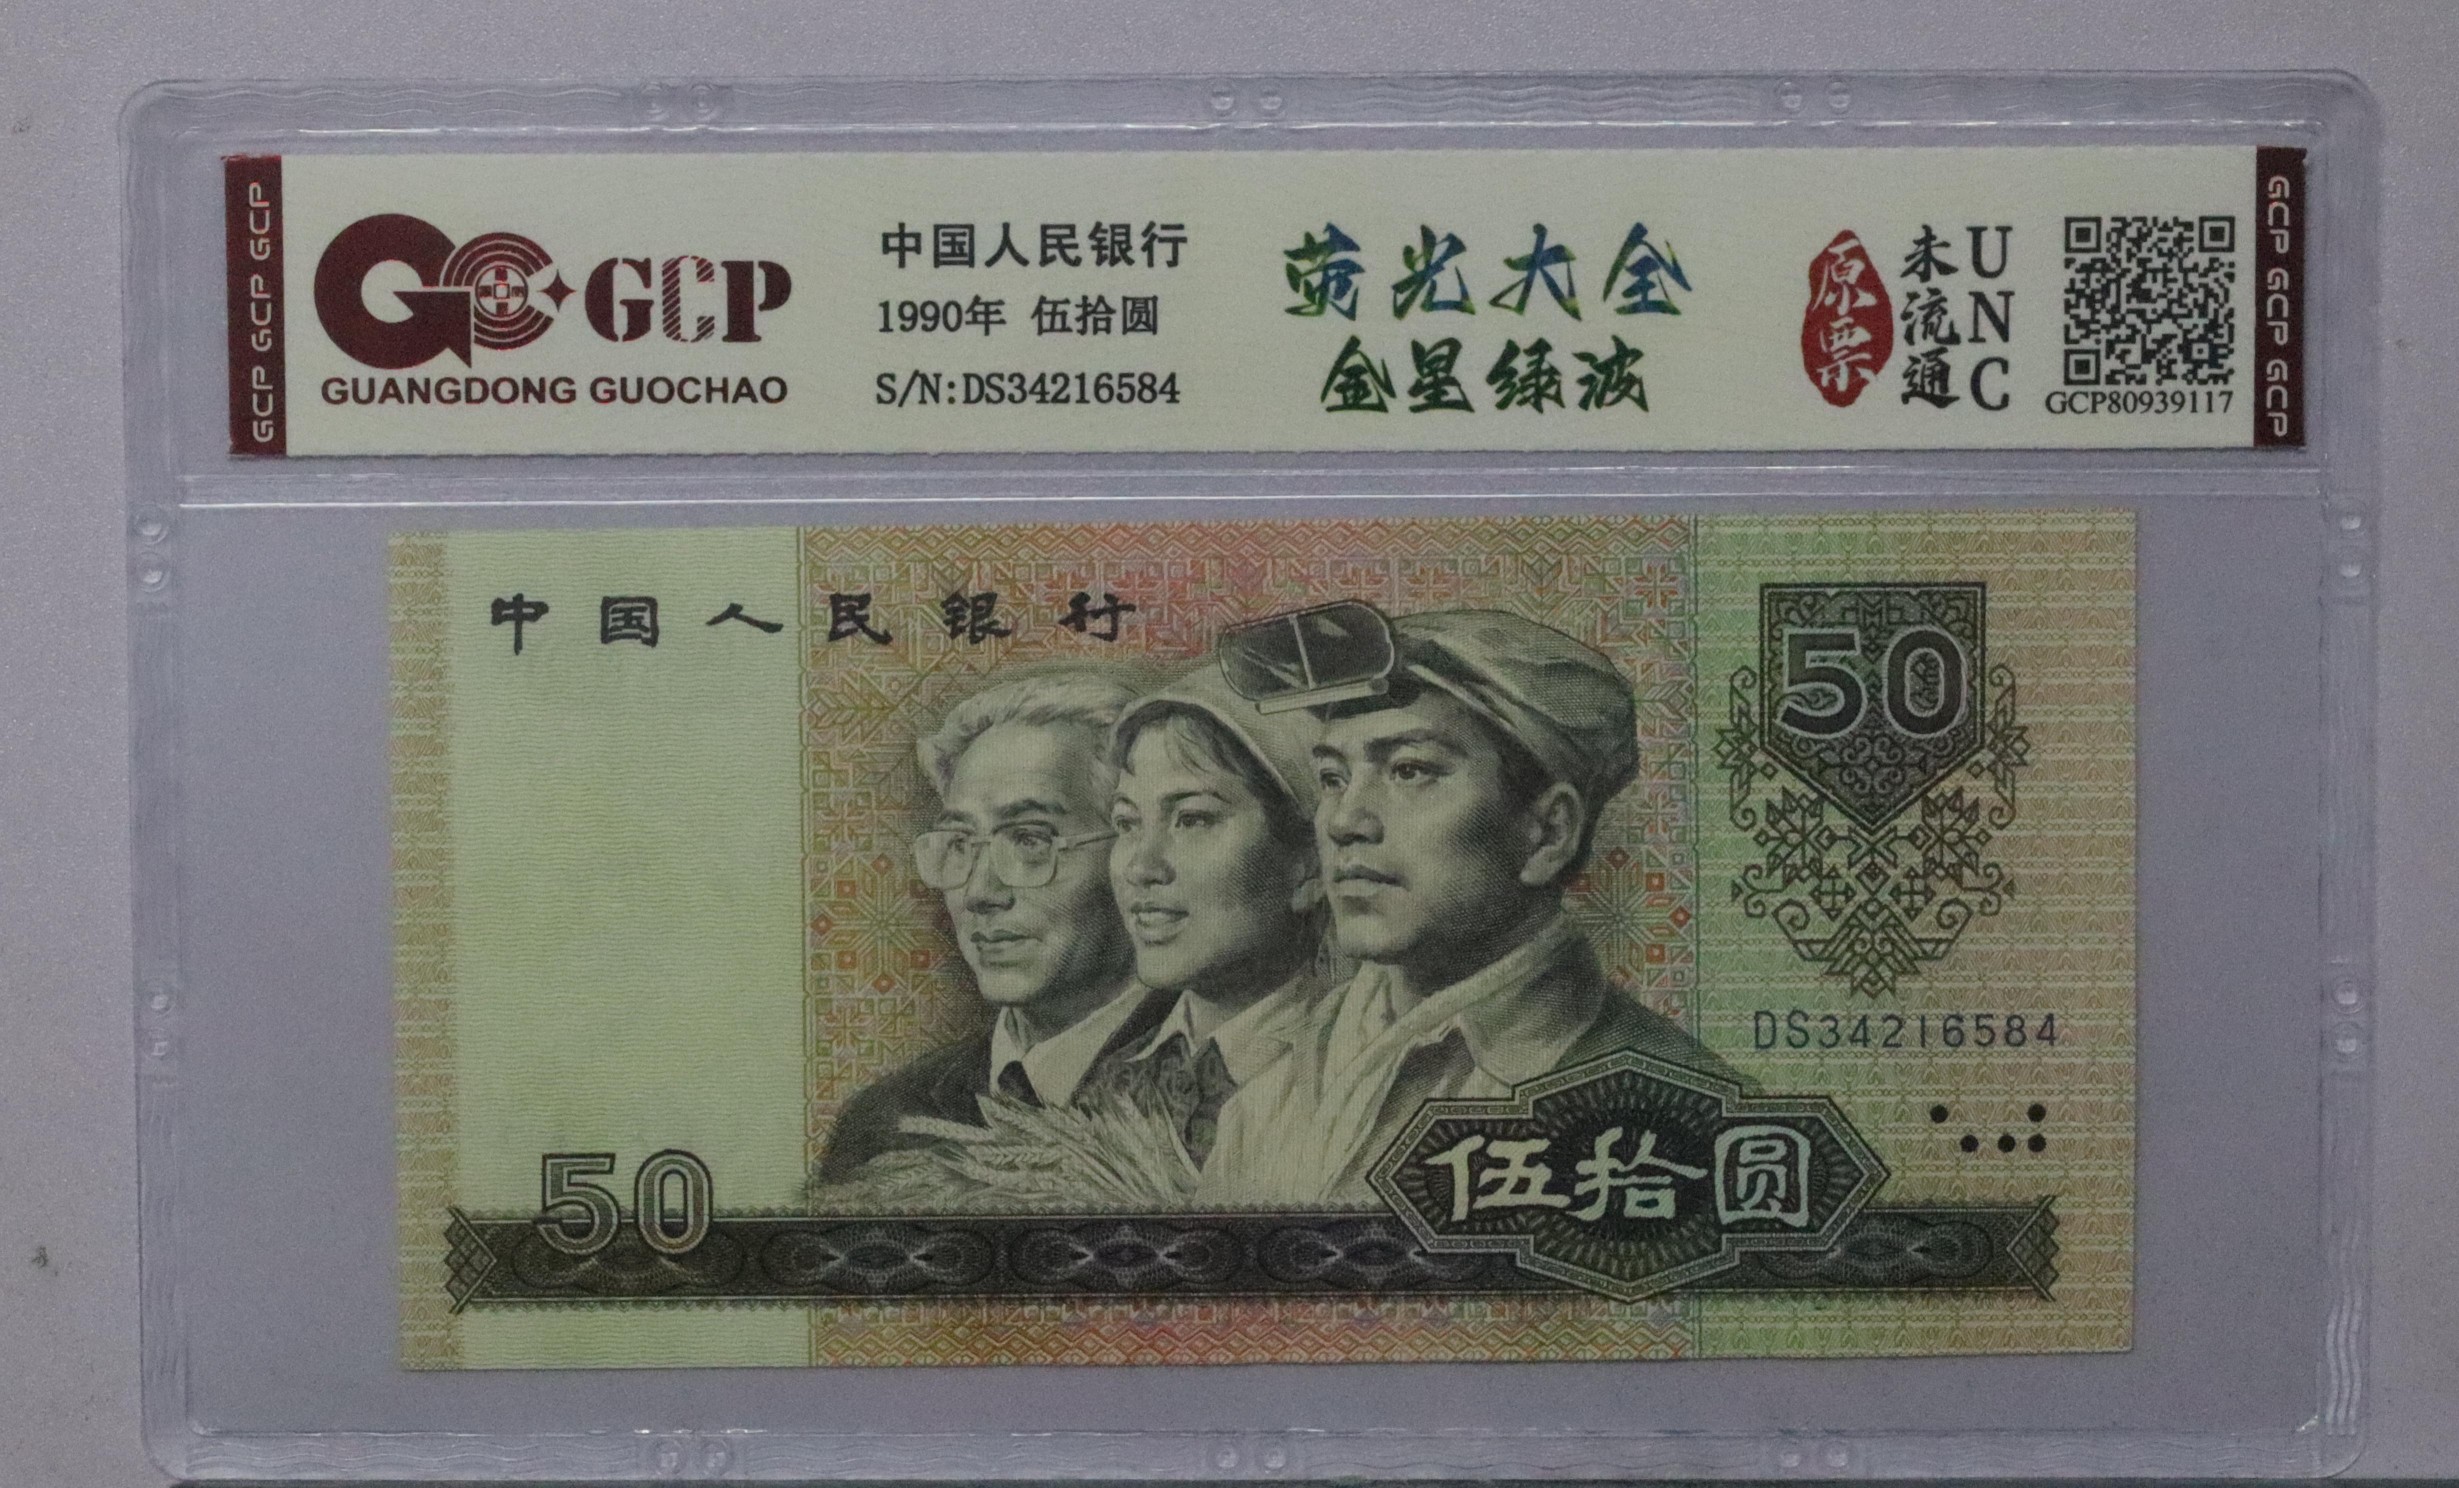 GCP GCP GCP
GCP
GUANGDONG GUOCHAO
中国人民银行
1990年 伍拾圆
S/N:DS34216584
荧光大全
金星绿波
原票
未流通
UNC
GCP80939117
GCP GCP GCP
中国人民银行
50
DS34216584
50
伍拾圆